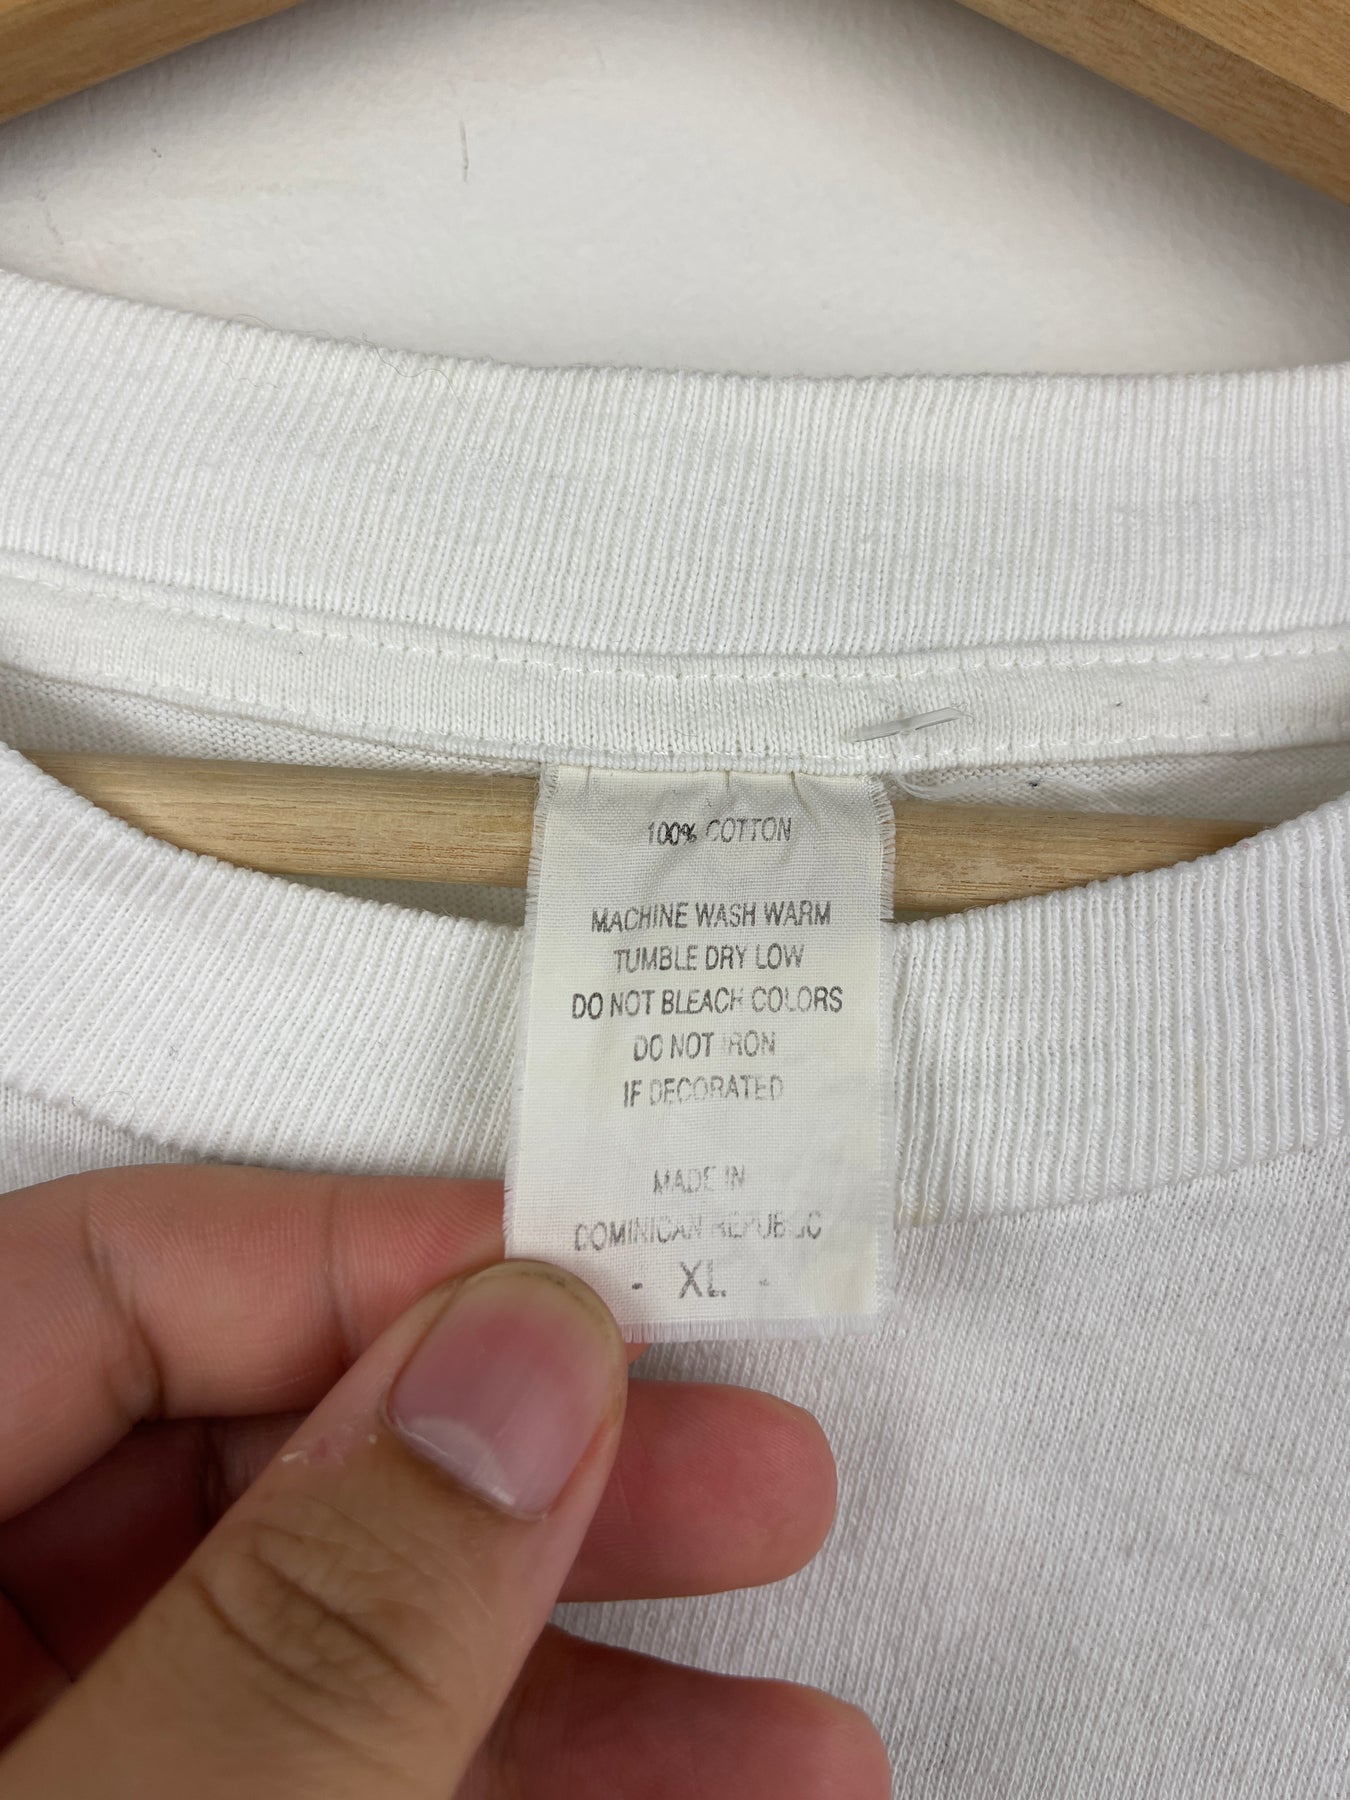 100% COTTON
MACHINE WASH WARM
TUMBLE DRY LOW
DO NOT BLEACH COLORS
DO NOT IRON
IF DECORATED
MADE IN
DOMINICAN REPUBLIC
- XL -